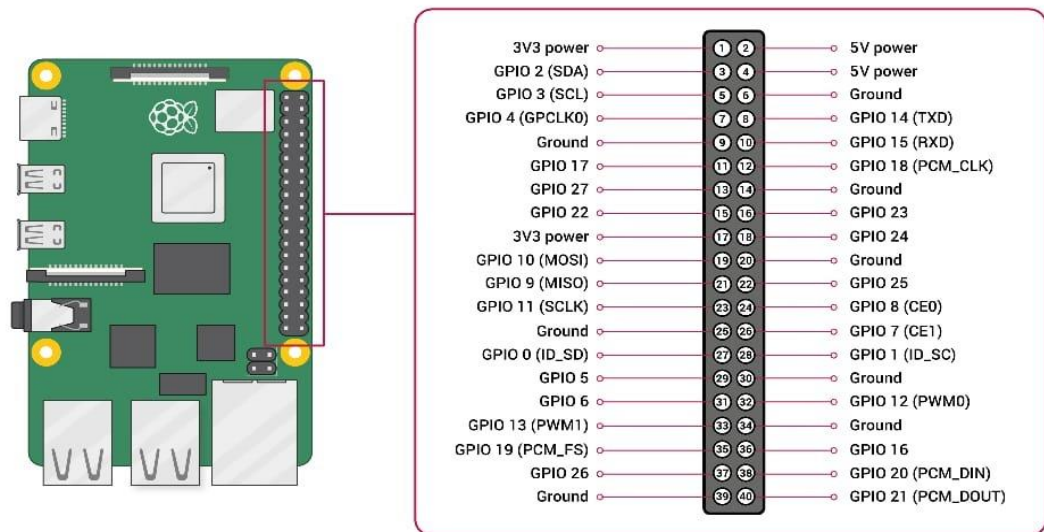 3V3 power 1 2 5V power
GPIO 2 (SDA) 3 4 5V power
GPIO 3 (SCL) 5 6 Ground
GPIO 4 (GPCLK0) 7 8 GPIO 14 (TXD)
Ground 9 10 GPIO 15 (RXD)
GPIO 17 11 12 GPIO 18 (PCM_CLK)
GPIO 27 13 14 Ground
GPIO 22 15 16 GPIO 23
3V3 power 17 18 GPIO 24
GPIO 10 (MOSI) 19 20 Ground
GPIO 9 (MISO) 21 22 GPIO 25
GPIO 11 (SCLK) 23 24 GPIO 8 (CE0)
Ground 25 26 GPIO 7 (CE1)
GPIO 0 (ID_SD) 27 28 GPIO 1 (ID_SC)
GPIO 5 29 30 Ground
GPIO 6 31 32 GPIO 12 (PWM0)
GPIO 13 (PWM1) 33 34 Ground
GPIO 19 (PCM_FS) 35 36 GPIO 16
GPIO 26 37 38 GPIO 20 (PCM_DIN)
Ground 39 40 GPIO 21 (PCM_DOUT)